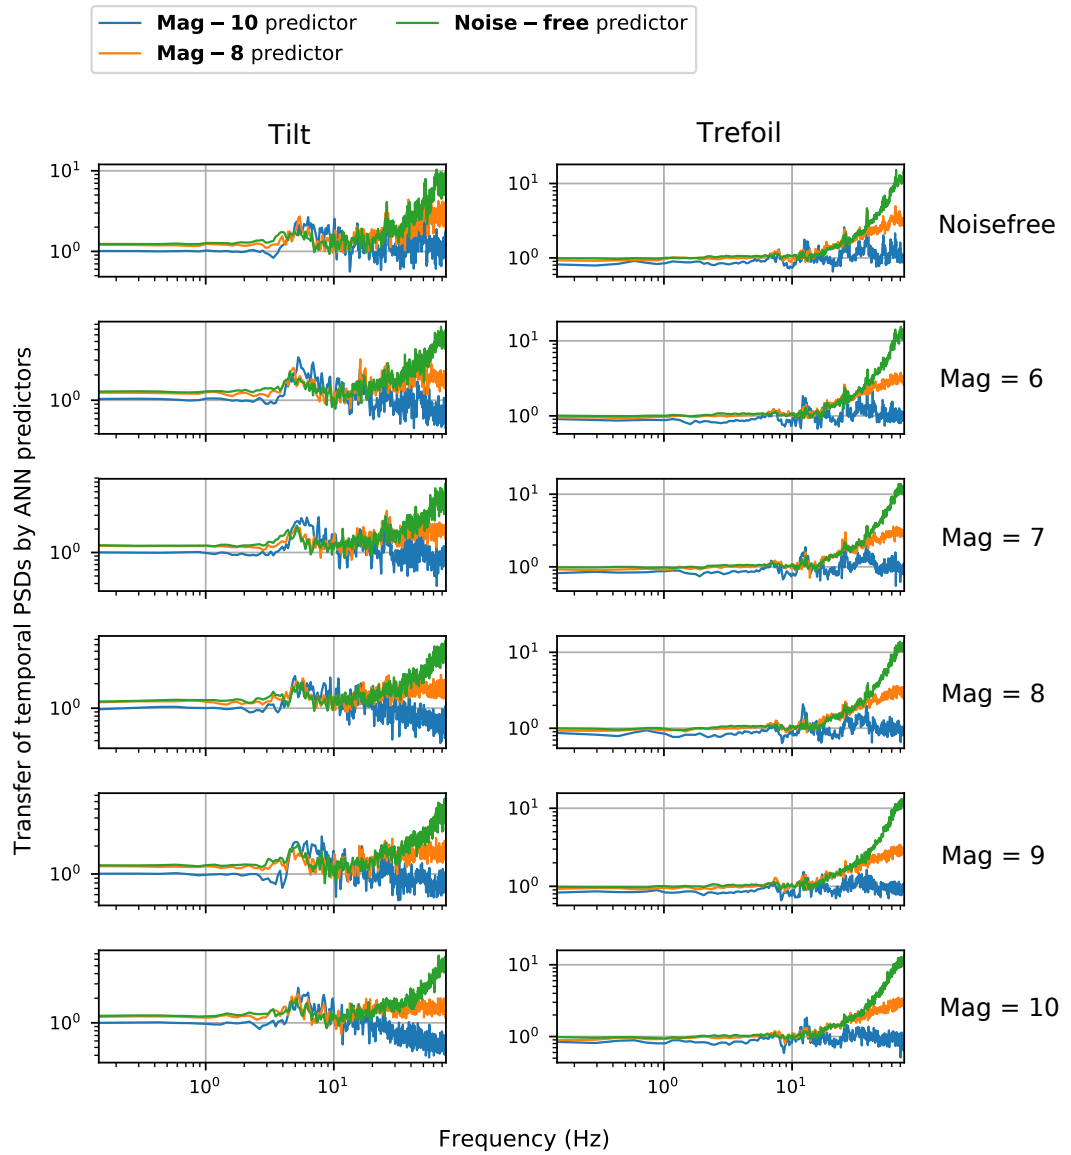 Mag − 10 predictor
Noise − free predictor
Mag − 8 predictor
Tilt
Trefoil
10¹
10⁰
10¹
10⁰
Noisefree
10⁰
10¹
10⁰
Mag = 6
10⁰
10¹
10⁰
Mag = 7
10⁰
10¹
10⁰
Mag = 8
10⁰
10¹
10⁰
Mag = 9
10⁰
10¹
10⁰
Mag = 10
10⁰
10¹
10⁰
10¹
Transfer of temporal PSDs by ANN predictors
Frequency (Hz)